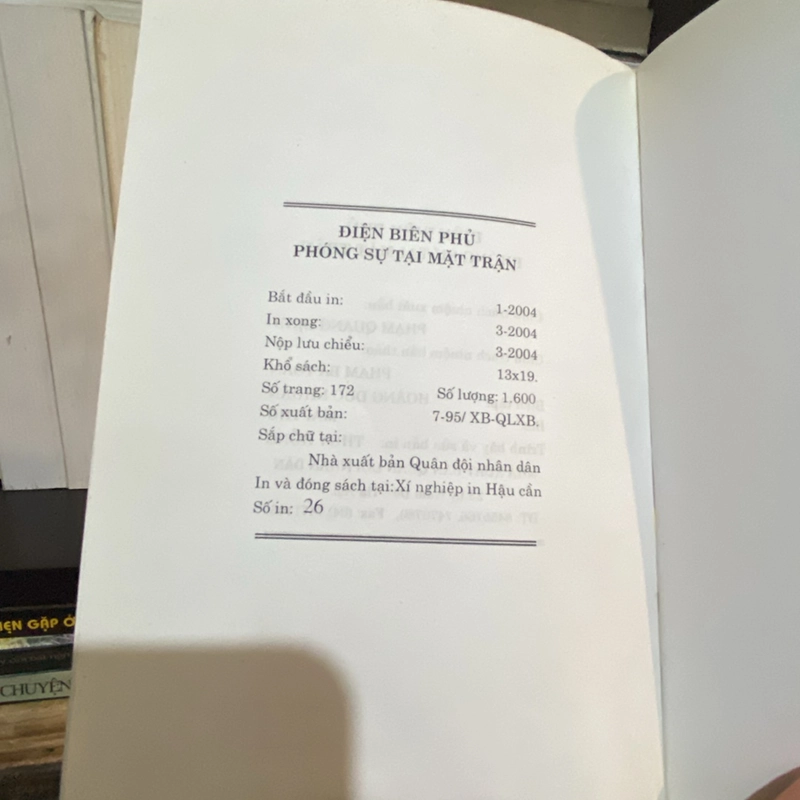 ĐIỆN BIÊN PHỦ
PHÓNG SỰ TẠI MẶT TRẬN
Bắt đầu in: 1-2004
In xong: 3-2004
Nộp lưu chiểu: 3-2004
Khổ sách: 13x19.
Số trang: 172 Số lượng: 1.600
Số xuất bản: 7-95/ XB-QLXB.
Sắp chữ tại:
Nhà xuất bản Quân đội nhân dân
In và đóng sách tại:Xí nghiệp in Hậu cần
Số in: 26
GẶP Ở
CHUYỆN